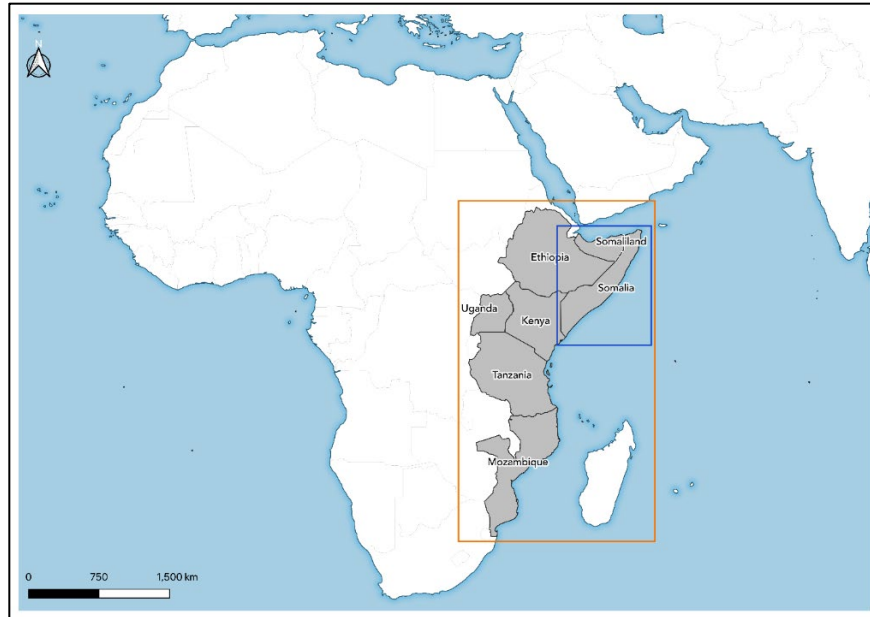 N
Somaliland
Ethiopia
Somalia
Uganda
Kenya
Tanzania
Mozambique
0 750 1,500 km